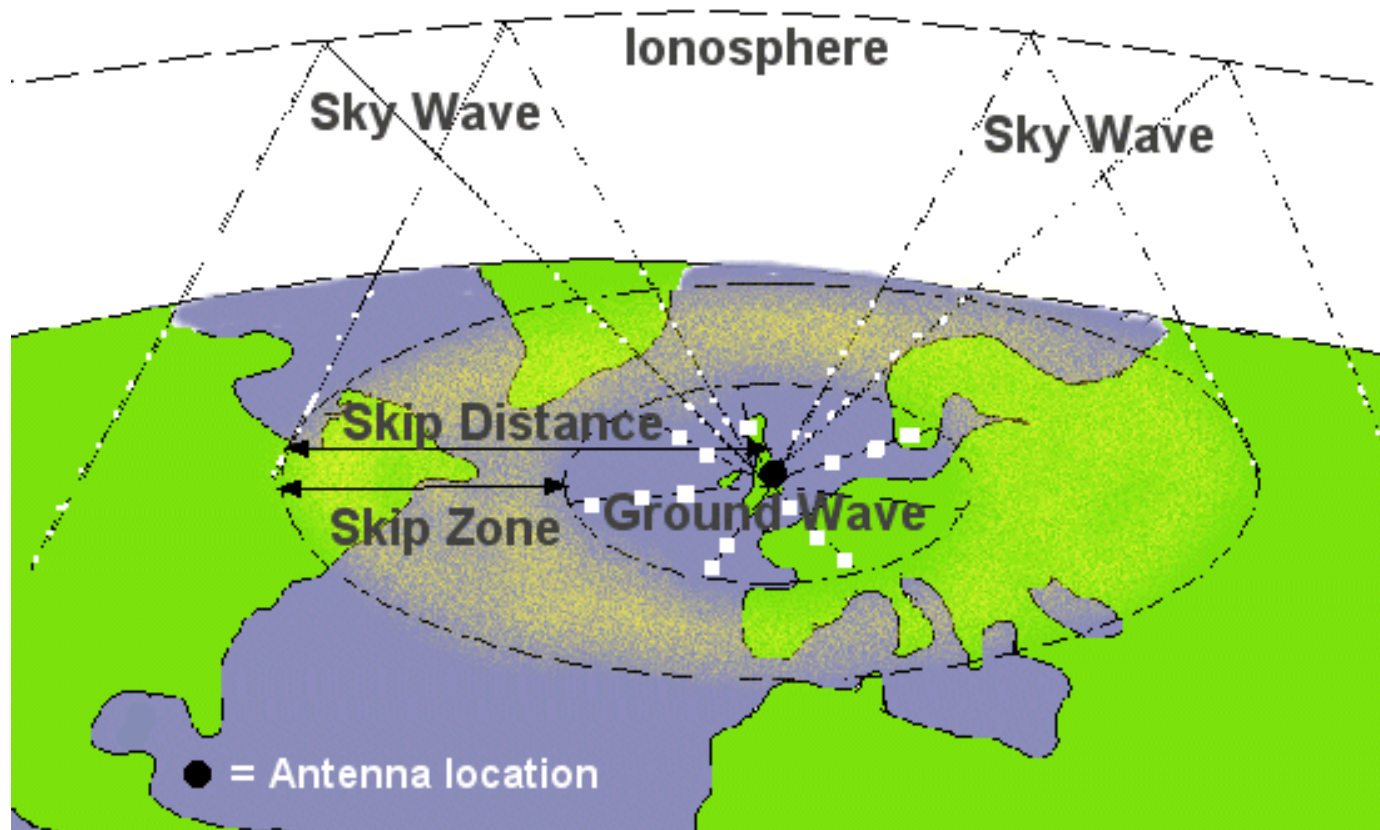 Ionosphere
Sky Wave
Sky Wave
Skip Distance
Ground Wave
Skip Zone
= Antenna location